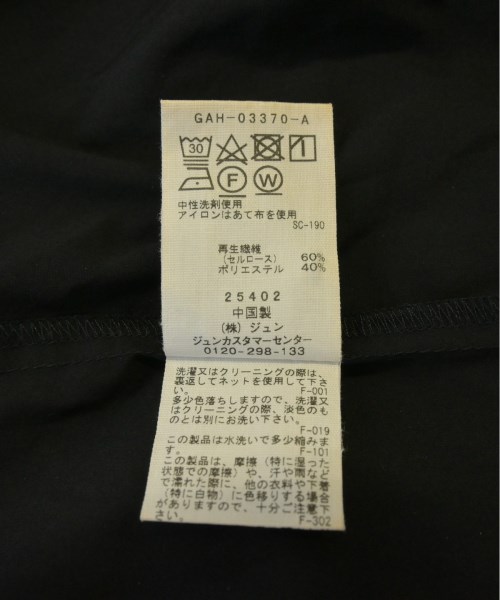 GAH-03370-A
30
F W
中性洗剤使用
アイロンはあて布を使用
SC-190
再生繊維
(セルロース) 60%
ポリエステル 40%
25402
中国製
(株) ジュン
ジュンカスタマーセンター
0120-298-133
洗濯又はクリーニングの際は、
裏返してネットを使用して下さ
い。 F-001
多少色落ちしますので、洗濯又
はクリーニングの際、淡色のも
のとは別にお洗い下さい。
F-019
この製品は水洗いで多少縮みま
す。 F-101
この製品は、摩擦(特に湿った
状態での摩擦)や、汗や雨など
で濡れた際に、他の衣料や下着
(特に白物)に色移りする場合
がありますので、十分ご注意下
さい。 F-302